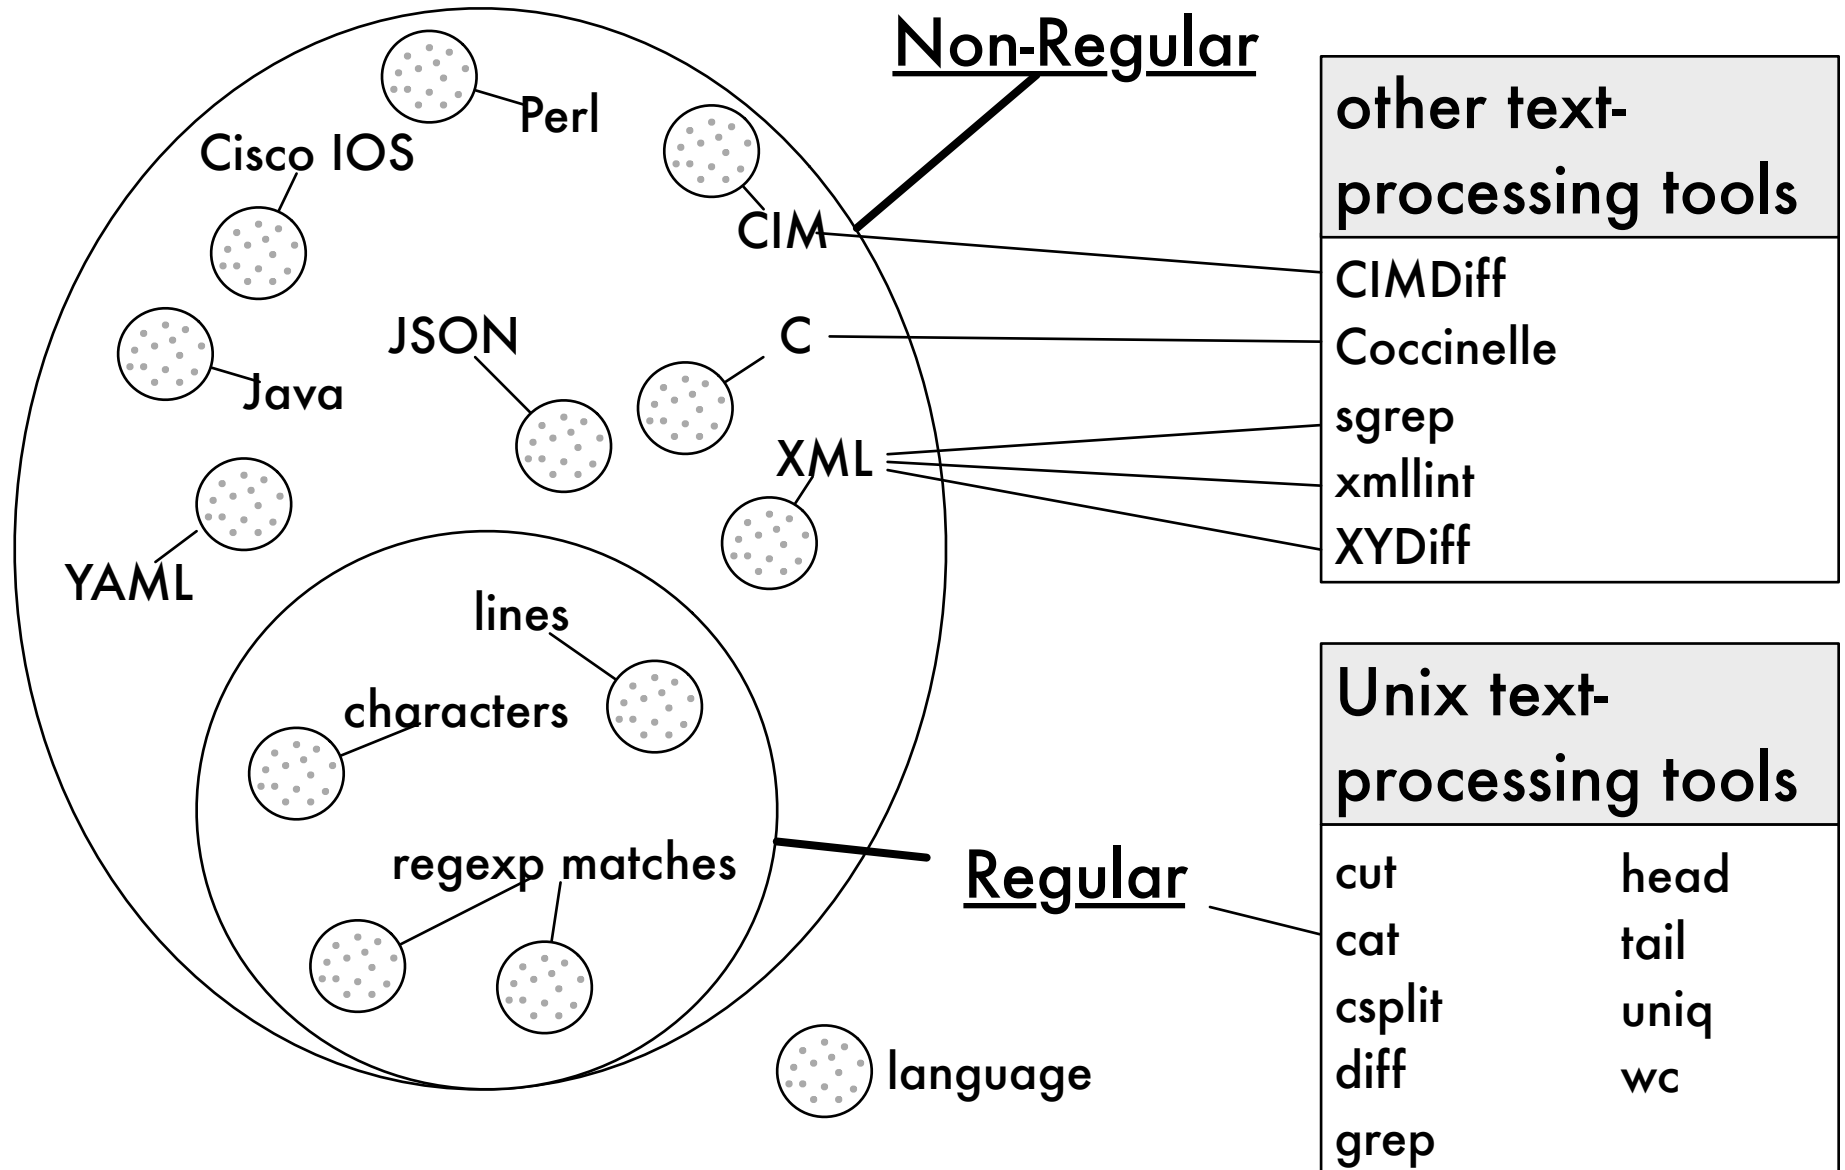 Non-Regular
Perl
Cisco IOS
CIM
JSON
C
Java
XML
YAML
lines
characters
regexp matches
Regular
language
other text-
processing tools
CIMDiff
Coccinelle
sgrep
xmllint
XYDiff
Unix text-
processing tools
cut
cat
csplit
diff
grep
head
tail
uniq
wc